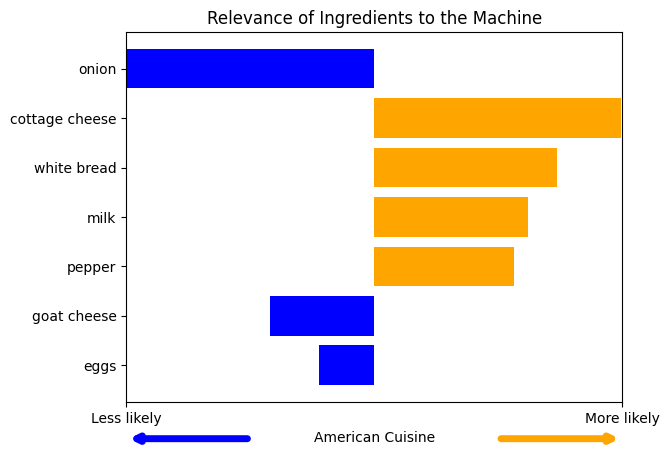 Relevance of Ingredients to the Machine
onion
cottage cheese
white bread
milk
pepper
goat cheese
eggs
Less likely
More likely
American Cuisine